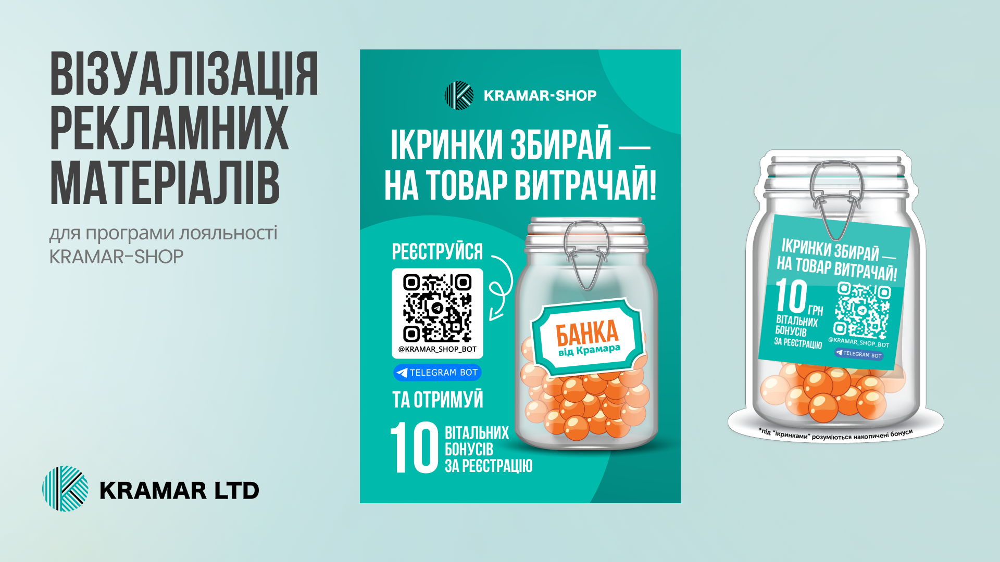 ВІЗУАЛІЗАЦІЯ
РЕКЛАМНИХ
МАТЕРІАЛІВ
для програми лояльності
KRAMAR-SHOP
KRAMAR LTD
KRAMAR-SHOP
ІКРИНКИ ЗБИРАЙ —
НА ТОВАР ВИТРАЧАЙ!
РЕЄСТРУЙСЯ
@KRAMAR_SHOP_BOT
TELEGRAM BOT
ТА ОТРИМУЙ
10 ВІТАЛЬНИХ
БОНУСІВ
ЗА РЕЄСТРАЦІЮ
БАНКА
від Крамара
ІКРИНКИ ЗБИРАЙ —
НА ТОВАР ВИТРАЧАЙ!
10 ГРН
ВІТАЛЬНИХ
БОНУСІВ
ЗА РЕЄСТРАЦІЮ
@KRAMAR_SHOP_BOT
TELEGRAM BOT
*під "ікринками" розуміються накопичені бонуси